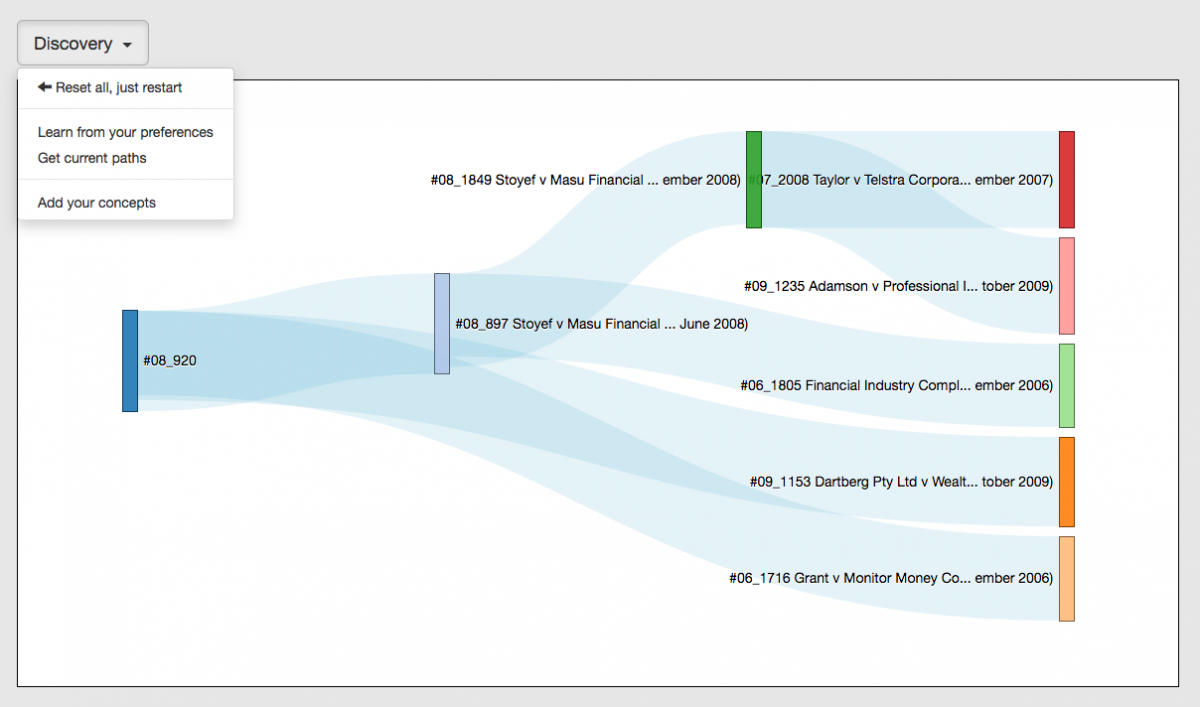 Discovery
Reset all, just restart
Learn from your preferences
Get current paths
Add your concepts
#08_1849 Stoyef v Masu Financial ... ember 2008)
#07_2008 Taylor v Telstra Corpora... ember 2007)
#09_1235 Adamson v Professional I... tober 2009)
#08_897 Stoyef v Masu Financial ... June 2008)
#08_920
#06_1805 Financial Industry Compl... ember 2006)
#09_1153 Dartberg Pty Ltd v Wealt... tober 2009)
#06_1716 Grant v Monitor Money Co... ember 2006)